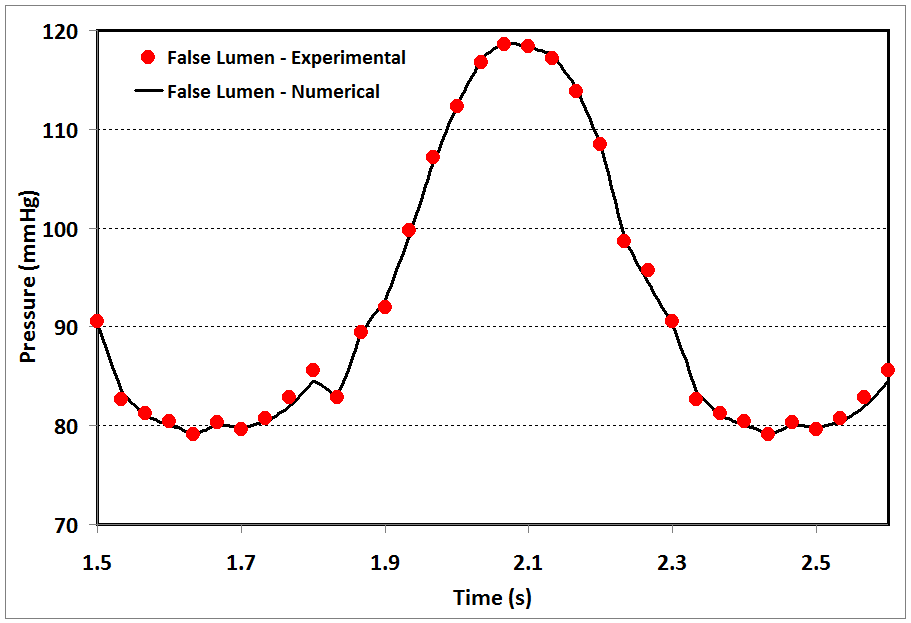 120
False Lumen - Experimental
False Lumen - Numerical
110
100
90
80
70
Pressure (mmHg)
1.5 1.7 1.9 2.1 2.3 2.5
Time (s)